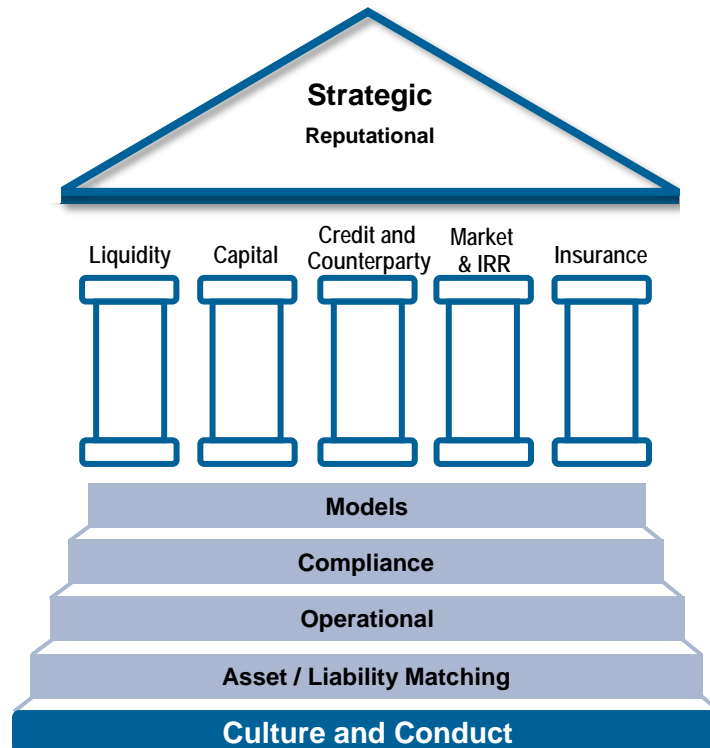 Strategic
Reputational
Liquidity
Capital
Credit and
Counterparty
Market
& IRR
Insurance
Models
Compliance
Operational
Asset / Liability Matching
Culture and Conduct